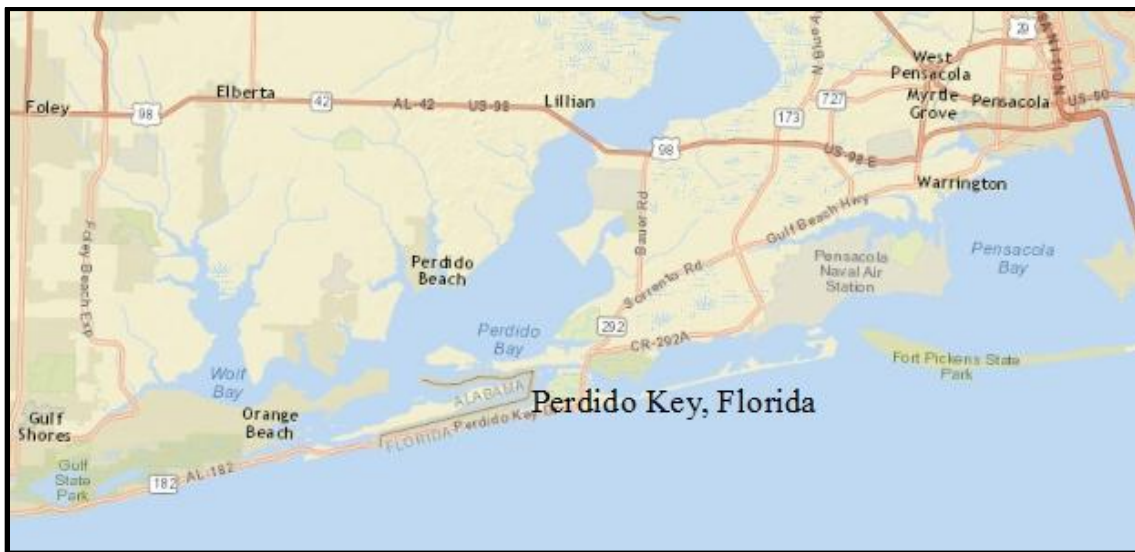 29
SANTION
West
Pensacola
N Blue A
Elberta
Foley
42
AL-42
US-98
Lillian
727
Myrtle
Grove
Pensacola
US-90
98
173
98
US-98 E
Warrington
Bauer Rd
Gulf Beach Hwy
Foley Beach Exp
Perdido
Beach
Pensacola
Naval Air
Station
Pensacola
Bay
Sorrento Rd
Perdido
Bay
292
CR-292A
Fort Pickens State
Park
Wolf
Bay
ALABAMA
Perdido Key, Florida
Gulf
Shores
Orange
Beach
FLORIDA
Perdido Key
Gulf
State
Park
AL-182
182